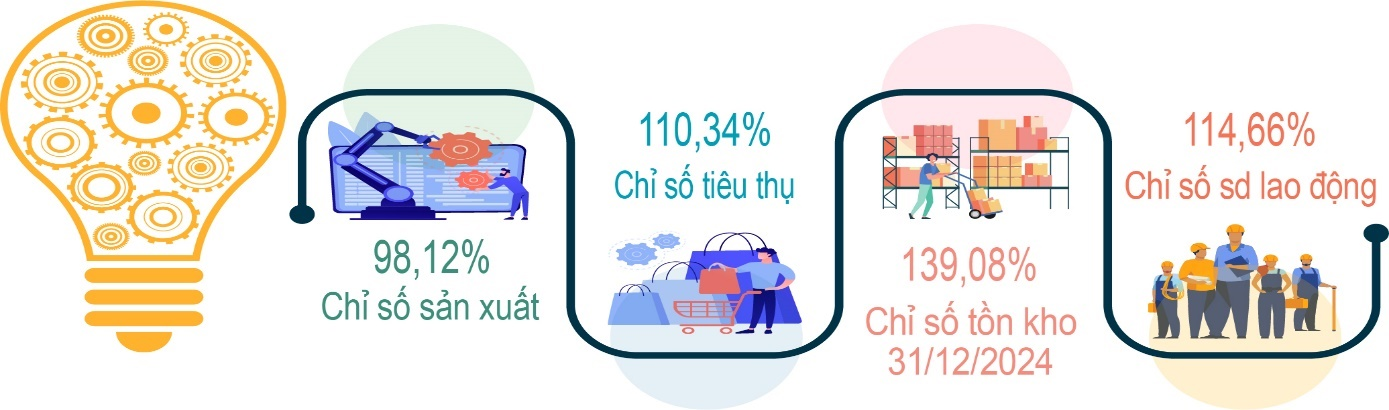 98,12%
Chỉ số sản xuất
110,34%
Chỉ số tiêu thụ
139,08%
Chỉ số tồn kho
31/12/2024
114,66%
Chỉ số sd lao động